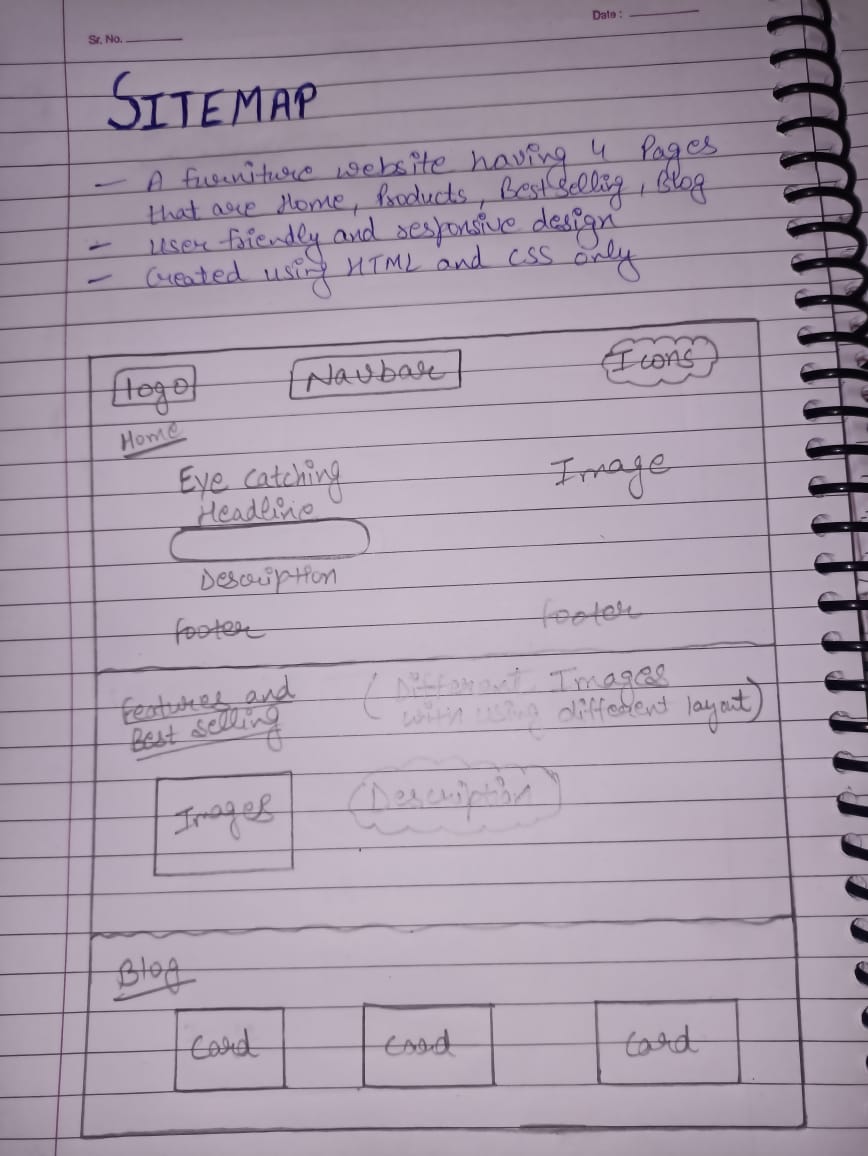 Sr. No.
Date :
SITEMAP
- A furniture website having 4 Pages
that are Home, Products, Best selling, Blog
- User friendly and responsive design
- Created using HTML and CSS only
logo
Navbar
Icons
Home
Eye catching
Headline
Image
Description
footer
footer
Features and
Best selling
(Different Images
with using different layout)
Images
Description
Blog
Card
Card
Card